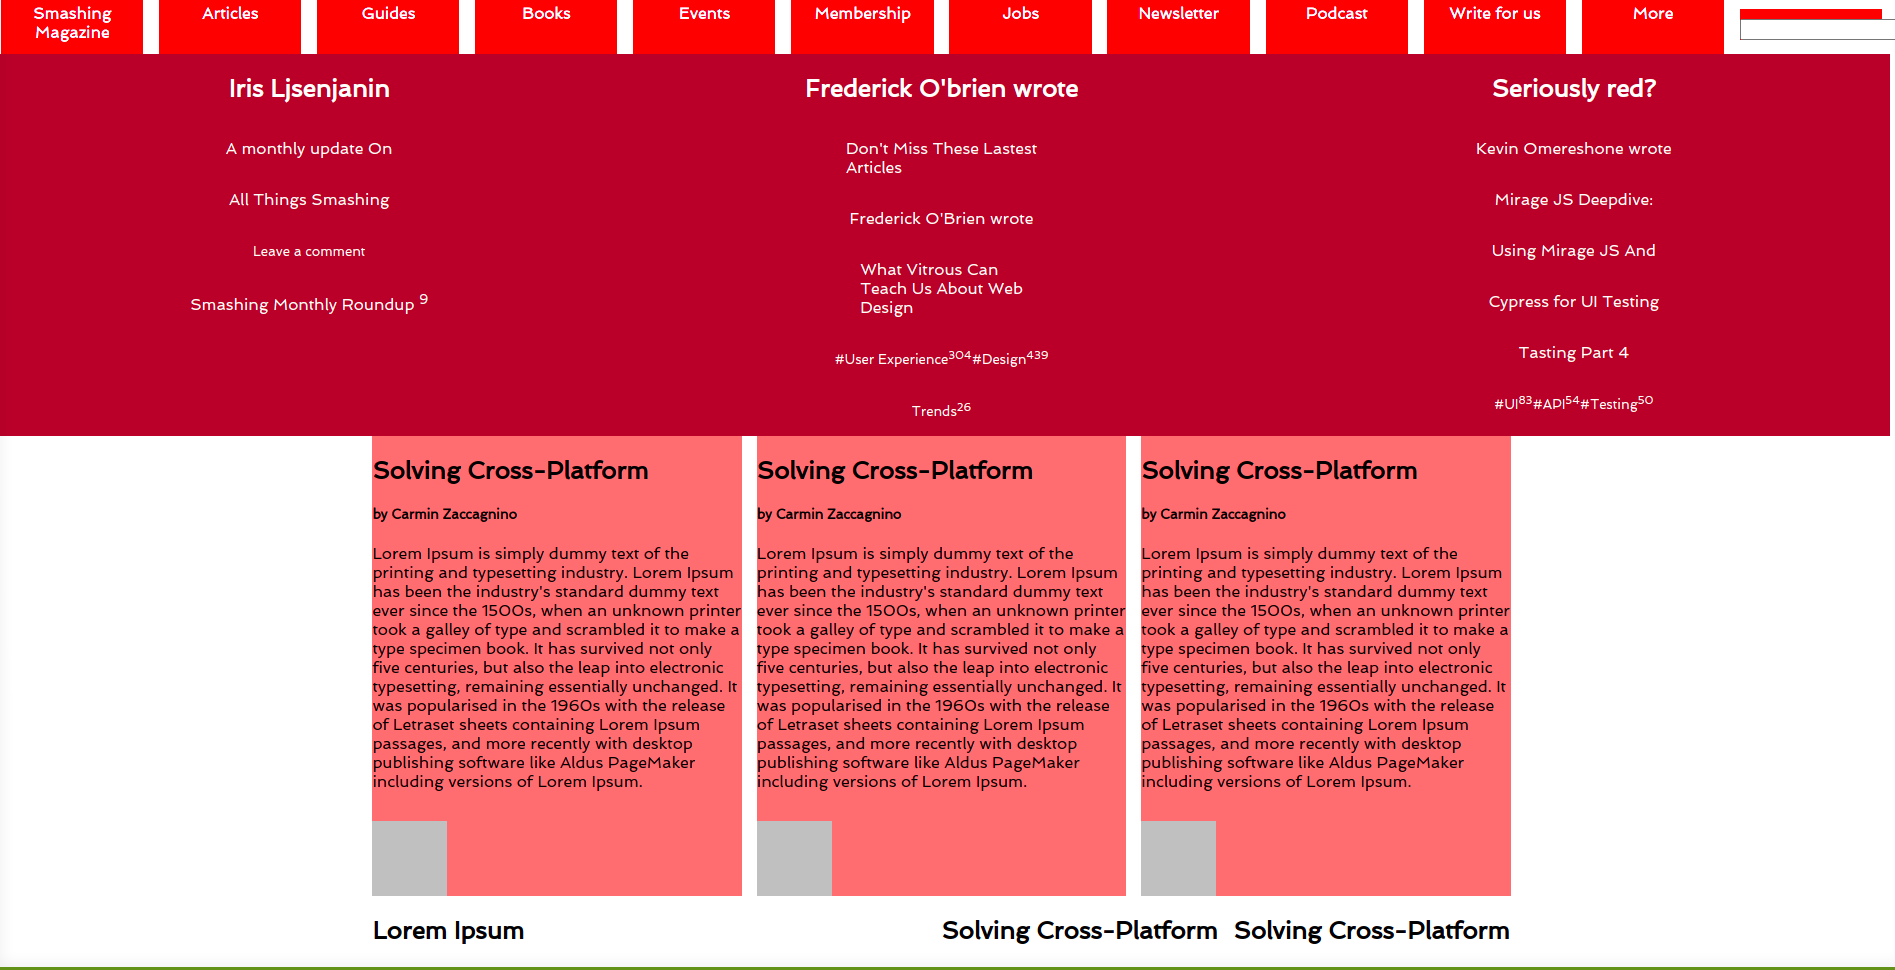 Smashing
Magazine
Articles
Guides
Books
Events
Membership
Jobs
Newsletter
Podcast
Write for us
More
Iris Ljsenjanin
A monthly update On
All Things Smashing
Leave a comment
Smashing Monthly Roundup 9
Frederick O'brien wrote
Don't Miss These Lastest
Articles
Frederick O'Brien wrote
What Vitrous Can
Teach Us About Web
Design
#User Experience304#Design439
Trends26
Seriously red?
Kevin Omereshone wrote
Mirage JS Deepdive:
Using Mirage JS And
Cypress for UI Testing
Tasting Part 4
#UI83#API54#Testing50
Solving Cross-Platform
by Carmin Zaccagnino
Lorem Ipsum is simply dummy text of the
printing and typesetting industry. Lorem Ipsum
has been the industry's standard dummy text
ever since the 1500s, when an unknown printer
took a galley of type and scrambled it to make a
type specimen book. It has survived not only
five centuries, but also the leap into electronic
typesetting, remaining essentially unchanged. It
was popularised in the 1960s with the release
of Letraset sheets containing Lorem Ipsum
passages, and more recently with desktop
publishing software like Aldus PageMaker
including versions of Lorem Ipsum.
Solving Cross-Platform
by Carmin Zaccagnino
Lorem Ipsum is simply dummy text of the
printing and typesetting industry. Lorem Ipsum
has been the industry's standard dummy text
ever since the 1500s, when an unknown printer
took a galley of type and scrambled it to make a
type specimen book. It has survived not only
five centuries, but also the leap into electronic
typesetting, remaining essentially unchanged. It
was popularised in the 1960s with the release
of Letraset sheets containing Lorem Ipsum
passages, and more recently with desktop
publishing software like Aldus PageMaker
including versions of Lorem Ipsum.
Solving Cross-Platform
by Carmin Zaccagnino
Lorem Ipsum is simply dummy text of the
printing and typesetting industry. Lorem Ipsum
has been the industry's standard dummy text
ever since the 1500s, when an unknown printer
took a galley of type and scrambled it to make a
type specimen book. It has survived not only
five centuries, but also the leap into electronic
typesetting, remaining essentially unchanged. It
was popularised in the 1960s with the release
of Letraset sheets containing Lorem Ipsum
passages, and more recently with desktop
publishing software like Aldus PageMaker
including versions of Lorem Ipsum.
Lorem Ipsum
Solving Cross-Platform
Solving Cross-Platform